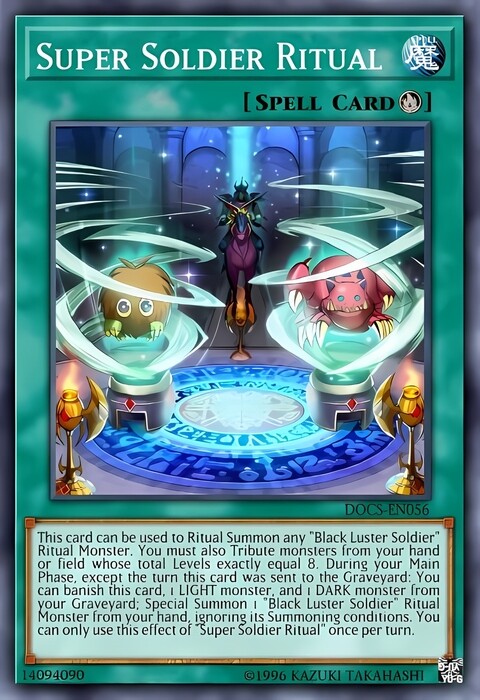 SUPER SOLDIER RITUAL
[SPELL CARD]
DOCS-EN056
This card can be used to Ritual Summon any "Black Luster Soldier"
Ritual Monster. You must also Tribute monsters from your hand
or field whose total Levels exactly equal 8. During your Main
Phase, except the turn this card was sent to the Graveyard: You
can banish this card, 1 LIGHT monster, and 1 DARK monster from
your Graveyard; Special Summon 1 "Black Luster Soldier" Ritual
Monster from your hand, ignoring its Summoning conditions. You
can only use this effect of "Super Soldier Ritual" once per turn.
14094090 ©1996 KAZUKI TAKAHASHI